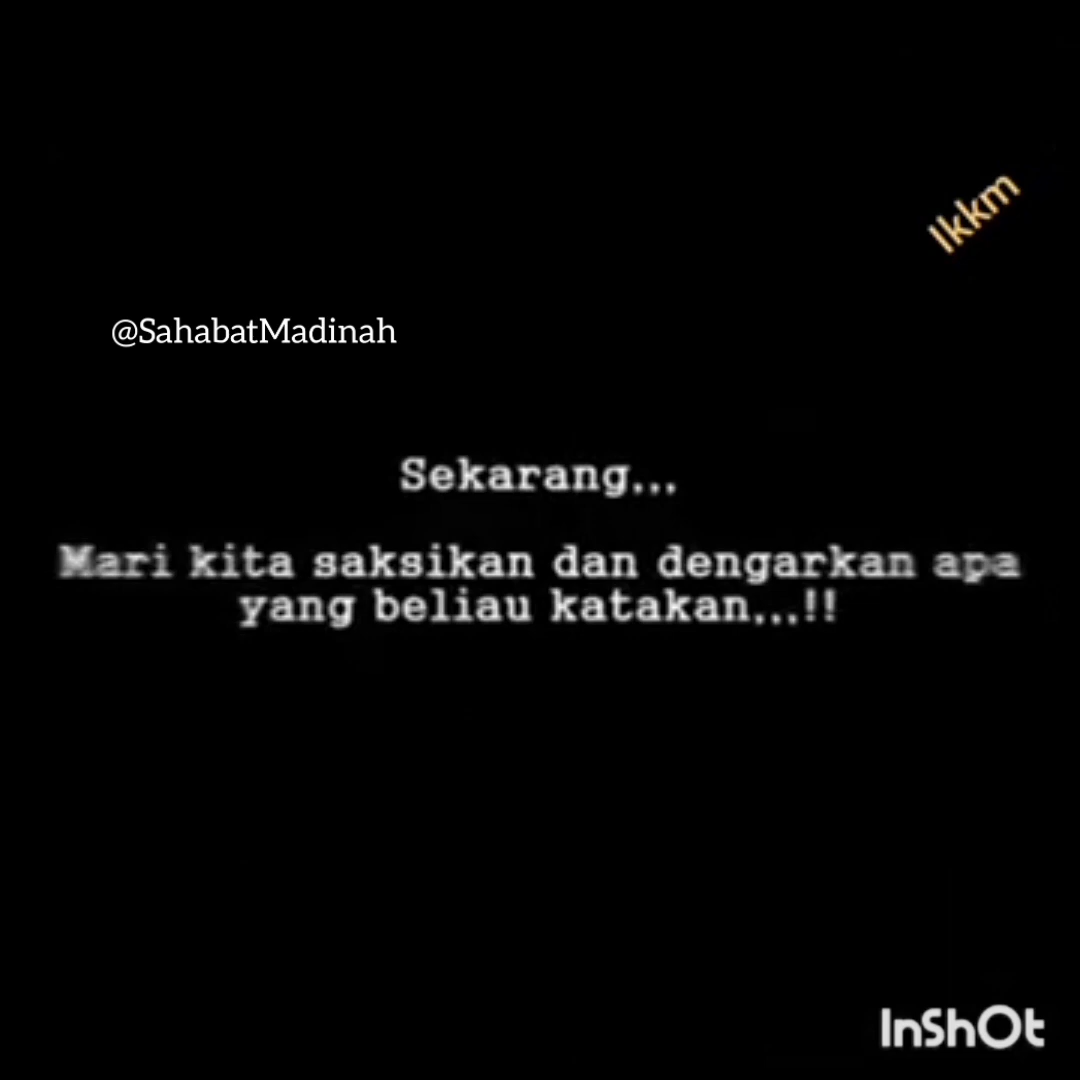 lkkm
@SahabatMadinah
Sekarang,,,
Mari kita saksikan dan dengarkan apa
yang beliau katakan,,,!!
InShOt